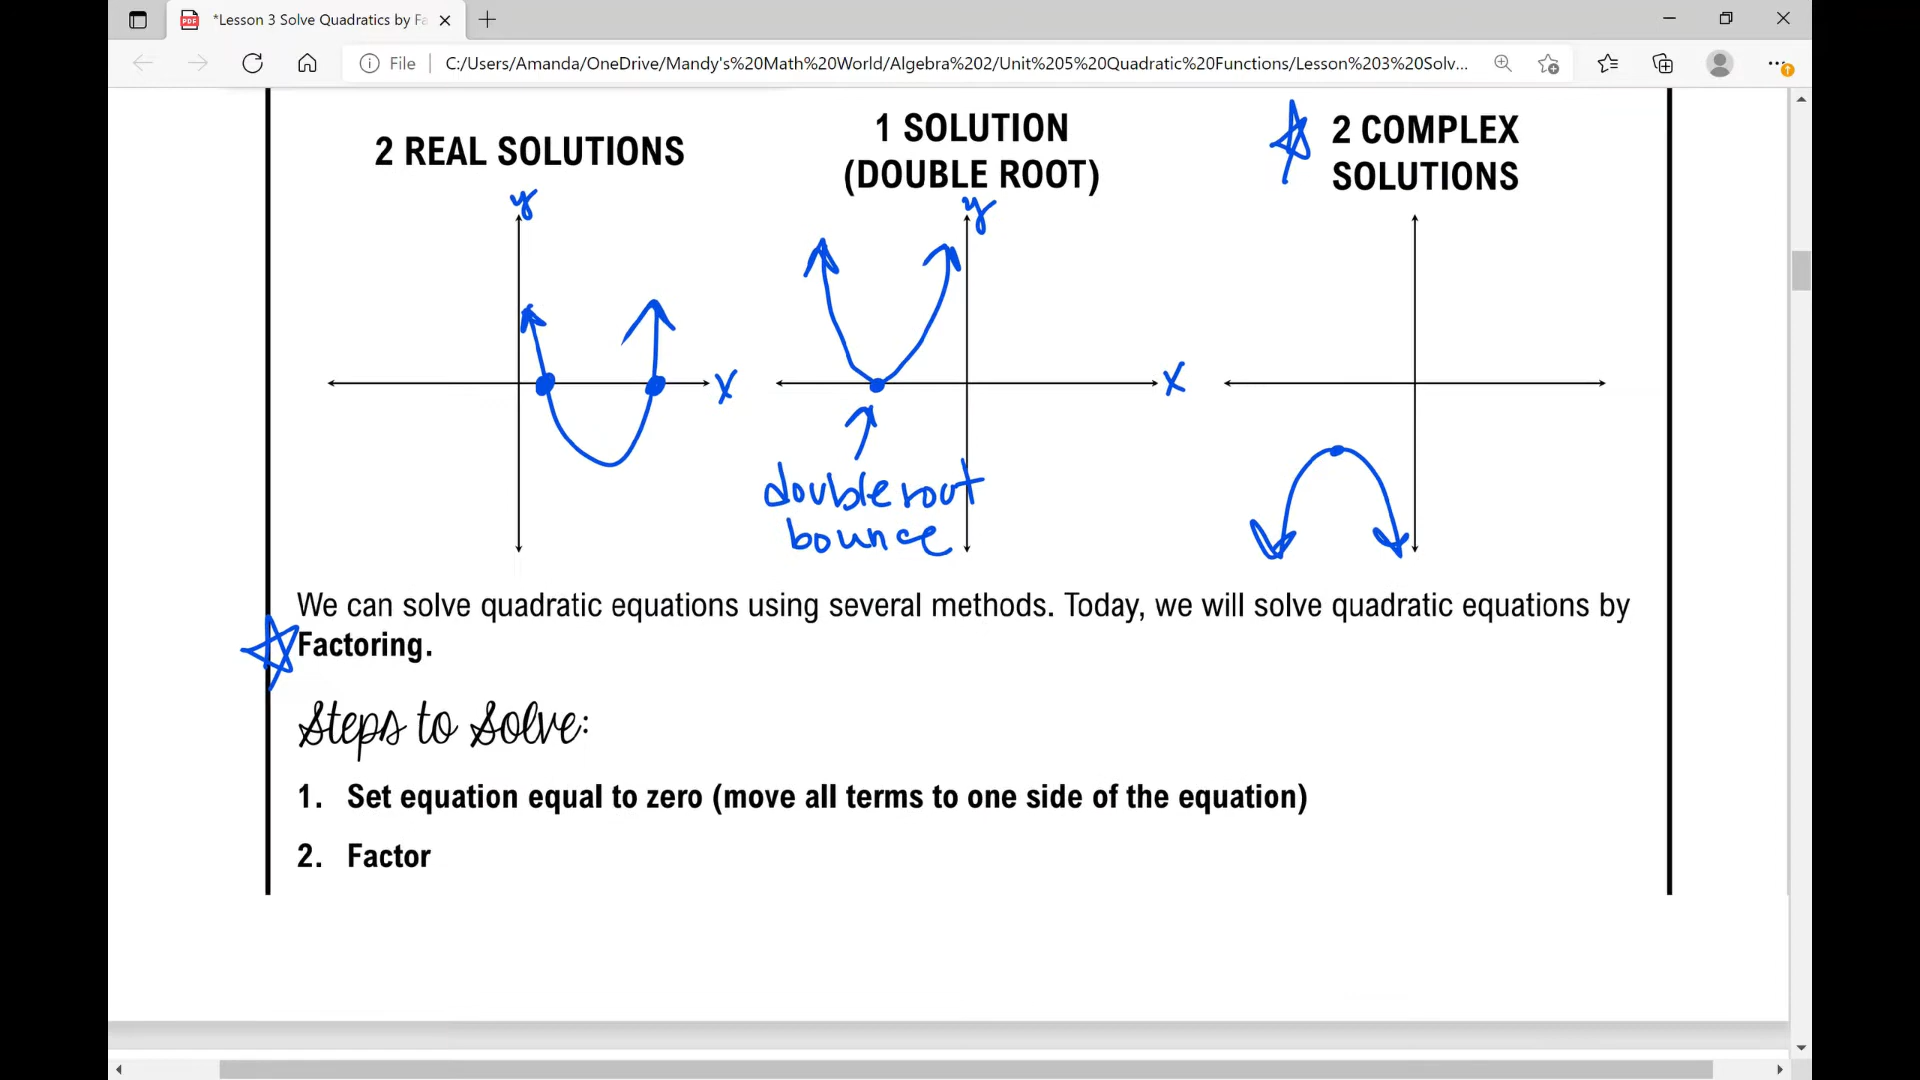 *Lesson 3 Solve Quadratics by Fa
File
C:/Users/Amanda/OneDrive/Mandy's%20Math%20World/Algebra%202/Unit%205%20Quadratic%20Functions/Lesson%203%20Solv...
2 REAL SOLUTIONS
1 SOLUTION
(DOUBLE ROOT)
2 COMPLEX
SOLUTIONS
y
y
x
x
double root
bounce
We can solve quadratic equations using several methods. Today, we will solve quadratic equations by
Factoring.
Steps to Solve:
1. Set equation equal to zero (move all terms to one side of the equation)
2. Factor